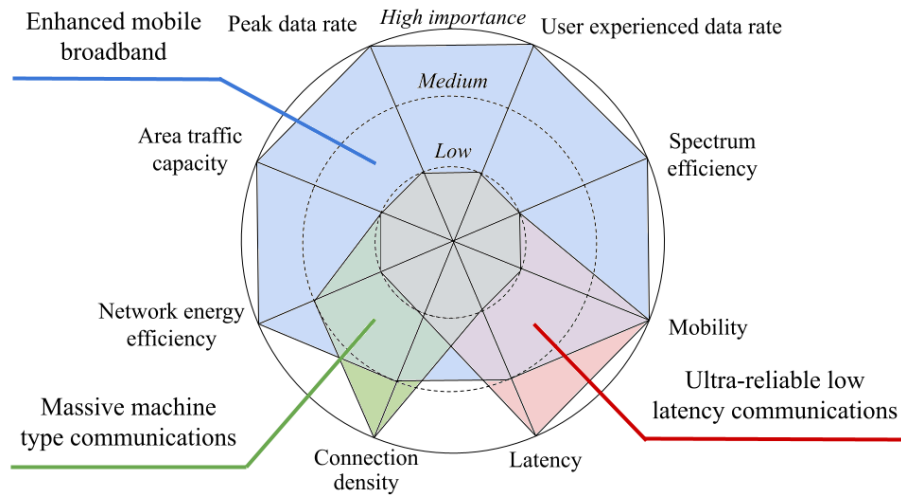 Enhanced mobile
broadband
Peak data rate
High importance
User experienced data rate
Medium
Area traffic
capacity
Low
Spectrum
efficiency
Network energy
efficiency
Mobility
Massive machine
type communications
Ultra-reliable low
latency communications
Connection
density
Latency